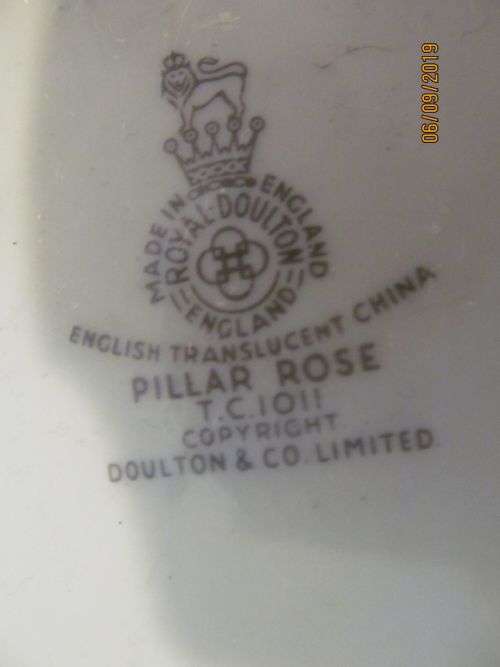 MADE IN ENGLAND
ROYAL·DOULTON
ENGLAND
ENGLISH TRANSLUCENT CHINA
PILLAR ROSE
T.C.1011
COPYRIGHT
DOULTON & CO. LIMITED
06/09/2019